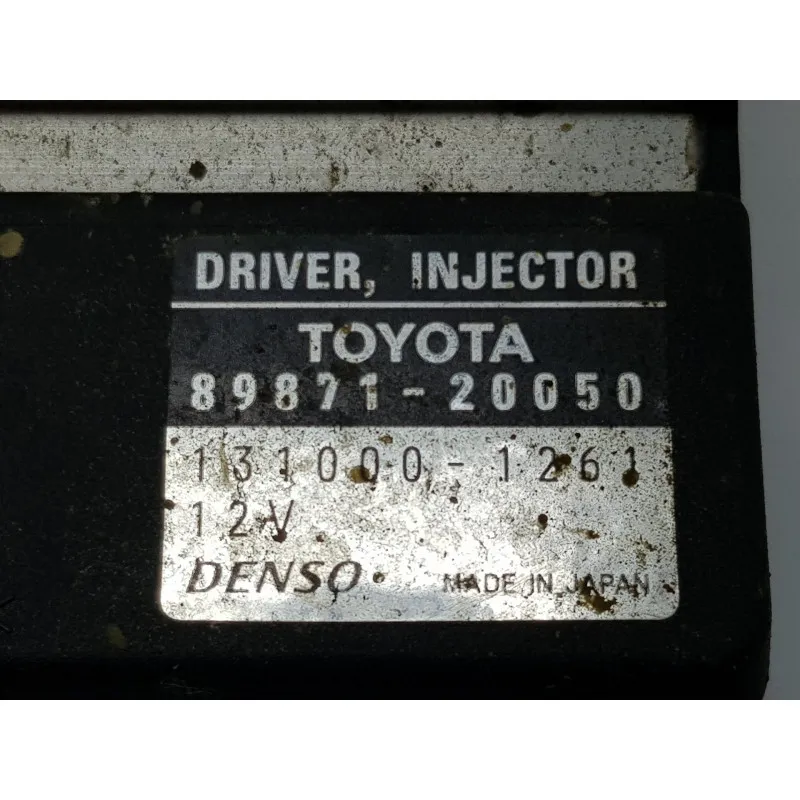 DRIVER, INJECTOR
TOYOTA
89871-20050
131000-1261
12V
DENSO MADE IN JAPAN